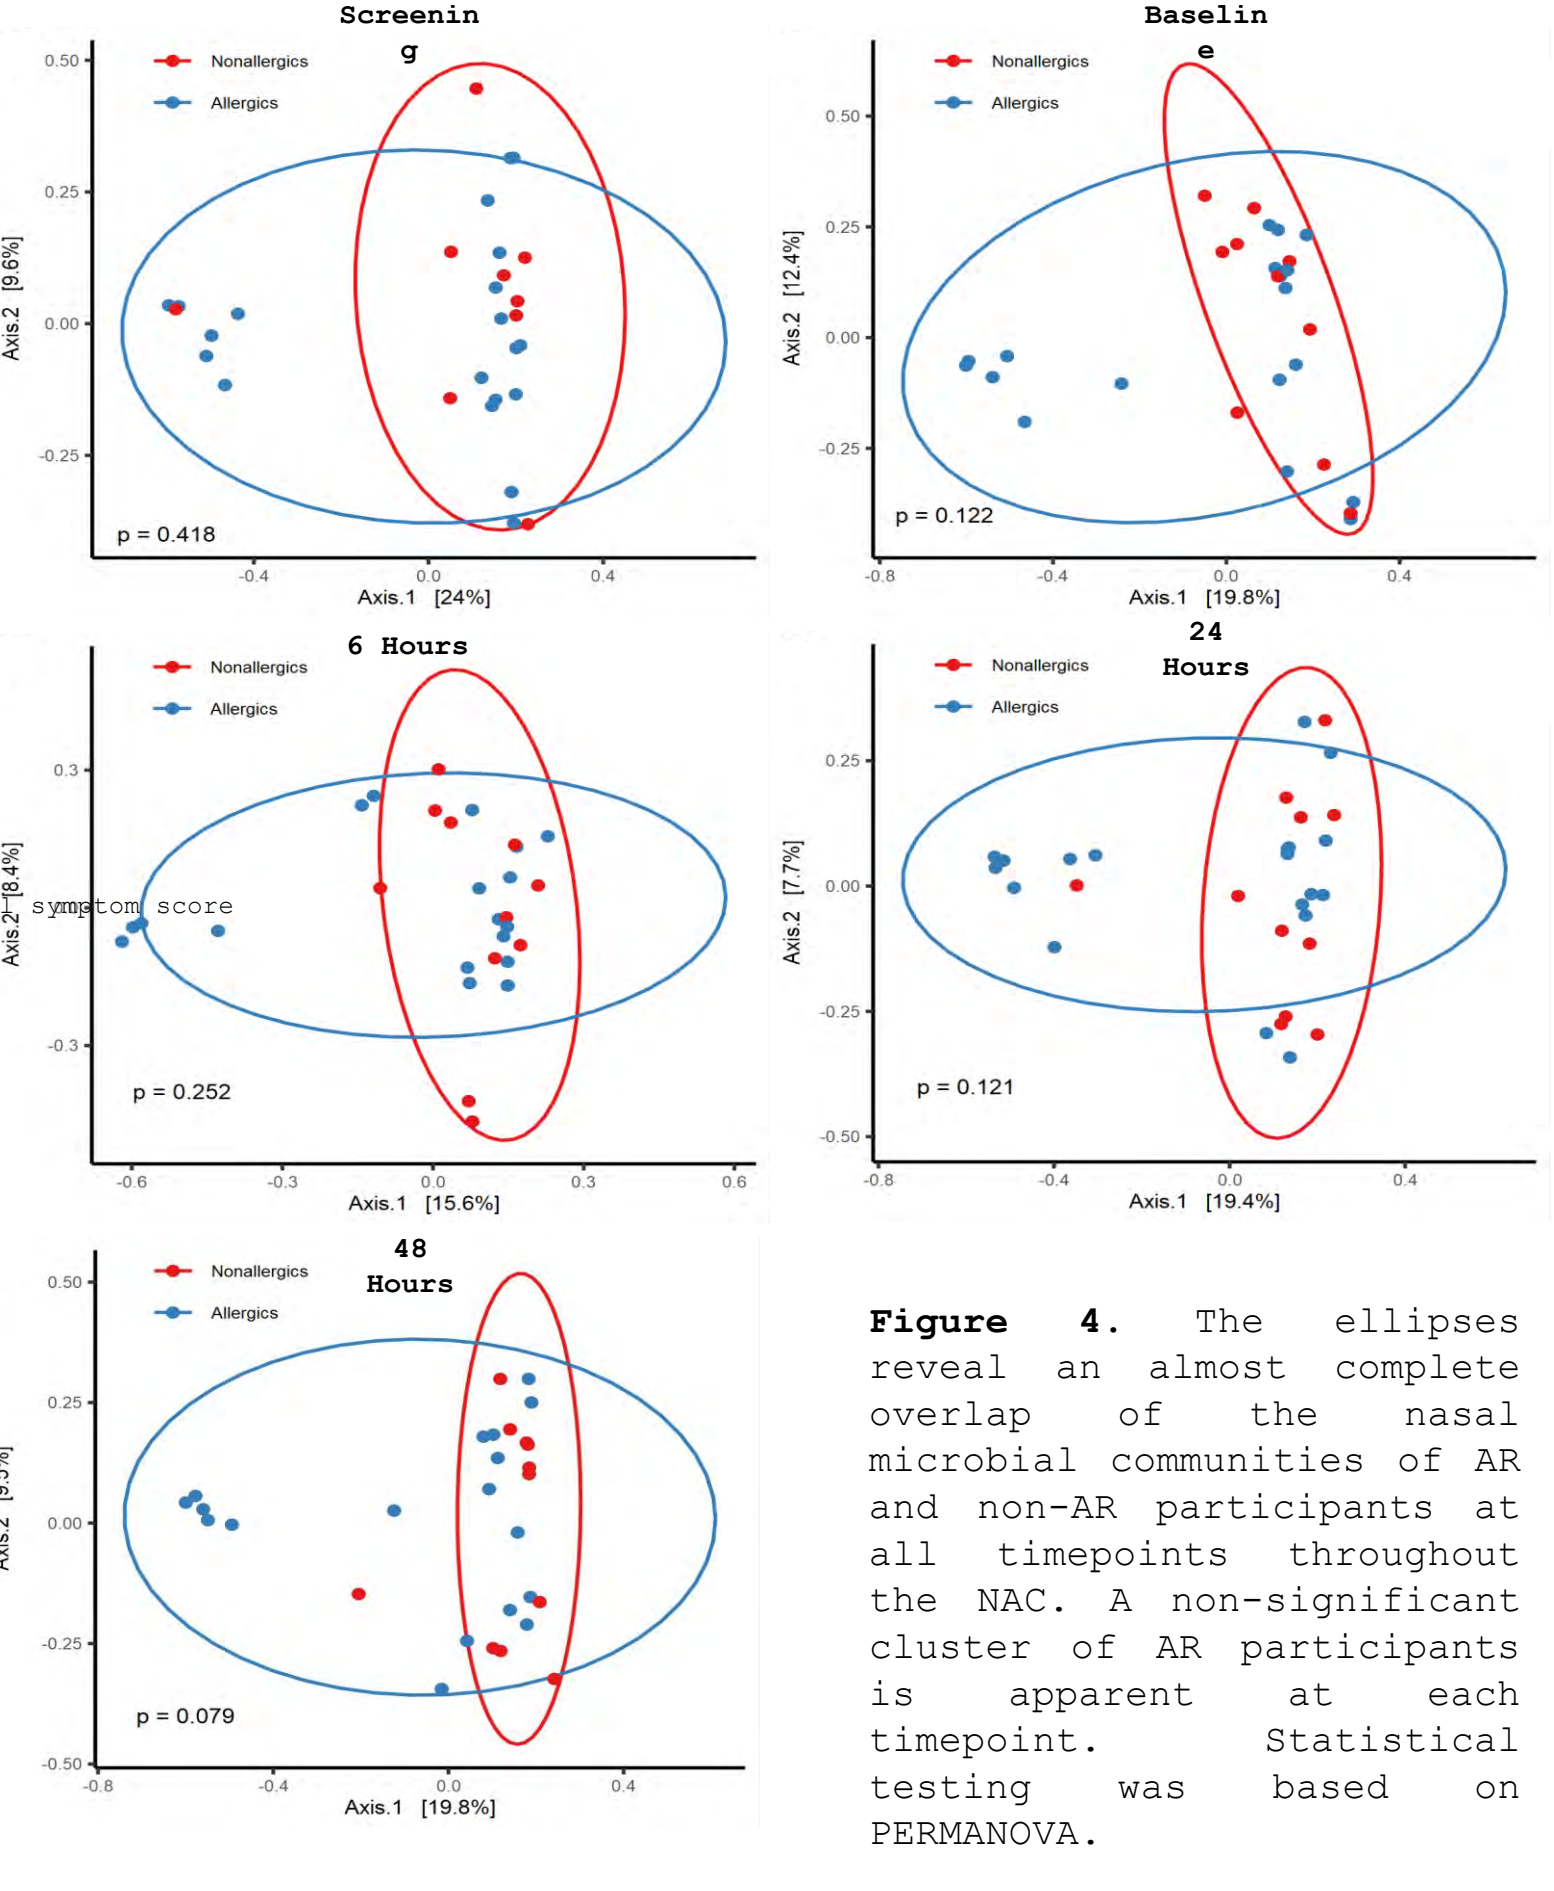 Screenin
g
Nonallergics
Allergics
0.50
0.25
0.00
-0.25
Axis.2 [9.6%]
p = 0.418
-0.4
0.0
0.4
Axis.1 [24%]
Baselin
e
Nonallergics
Allergics
0.50
0.25
0.00
-0.25
Axis.2 [12.4%]
p = 0.122
-0.8
-0.4
0.0
0.4
Axis.1 [19.8%]
6 Hours
Nonallergics
Allergics
0.3
symptom score
-0.3
Axis.2 [8.4%]
p = 0.252
-0.6
-0.3
0.0
0.3
0.6
Axis.1 [15.6%]
24
Hours
Nonallergics
Allergics
0.25
0.00
-0.25
-0.50
Axis.2 [7.7%]
p = 0.121
-0.8
-0.4
0.0
0.4
Axis.1 [19.4%]
48
Hours
Nonallergics
Allergics
0.50
0.25
0.00
-0.25
-0.50
Axis.2
p = 0.079
-0.8
-0.4
0.0
0.4
Axis.1 [19.8%]
Figure 4. The ellipses
reveal an almost complete
overlap of the nasal
microbial communities of AR
and non-AR participants at
all timepoints throughout
the NAC. A non-significant
cluster of AR participants
is apparent at each
timepoint. Statistical
testing was based on
PERMANOVA.